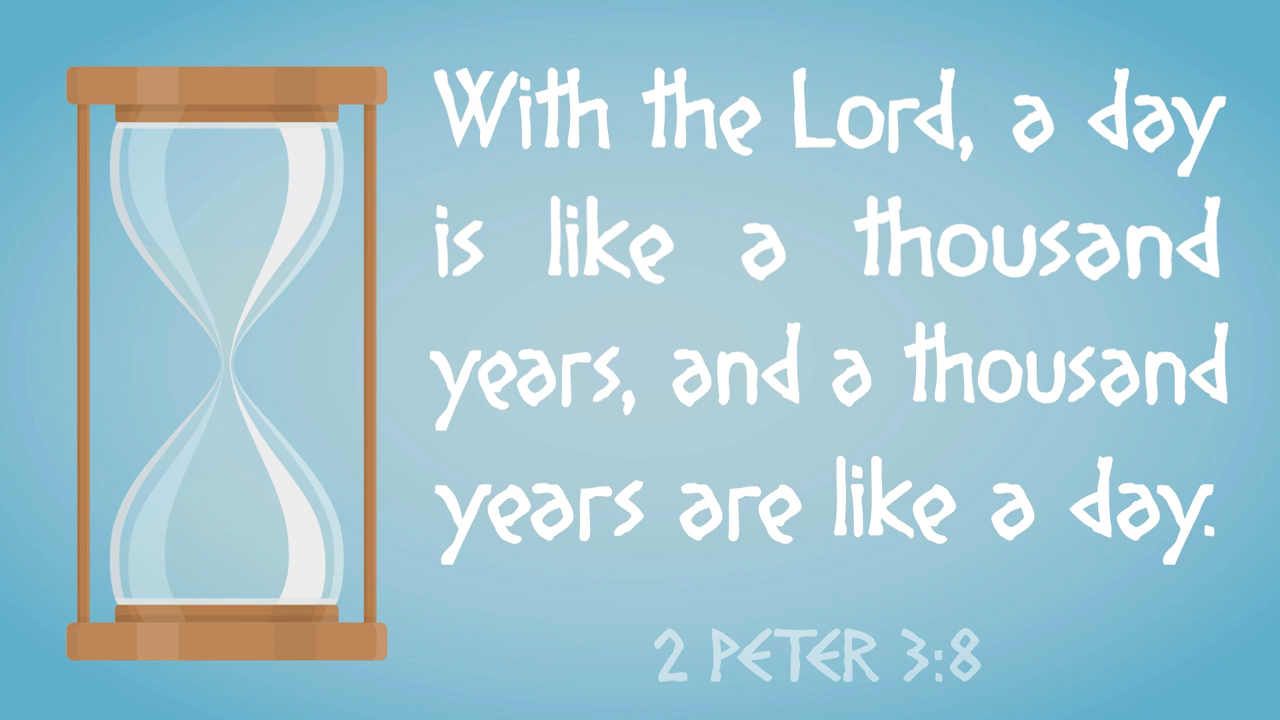 With the Lord, a day
is like a thousand
years, and a thousand
years are like a day.
2 PETER 3:8